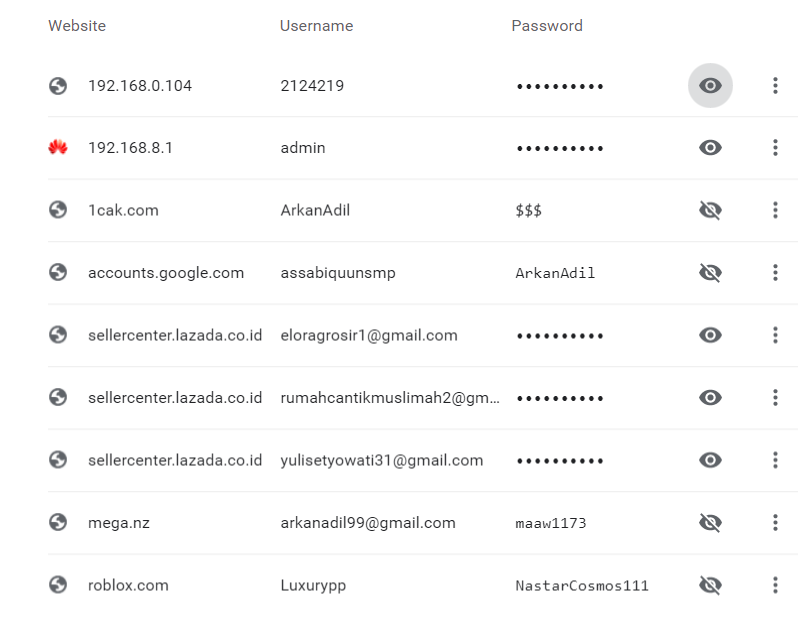 Website Username Password
192.168.0.104 2124219 ••••••••••
192.168.8.1 admin ••••••••••
1cak.com ArkanAdil $$$
accounts.google.com assabiquunsmp ArkanAdil
sellercenter.lazada.co.id eloragrosir1@gmail.com ••••••••••
sellercenter.lazada.co.id rumahcantikmuslimah2@gm... ••••••••••
sellercenter.lazada.co.id yulisetyowati31@gmail.com ••••••••••
mega.nz arkanadil99@gmail.com maaw1173
roblox.com Luxurypp NastarCosmos111